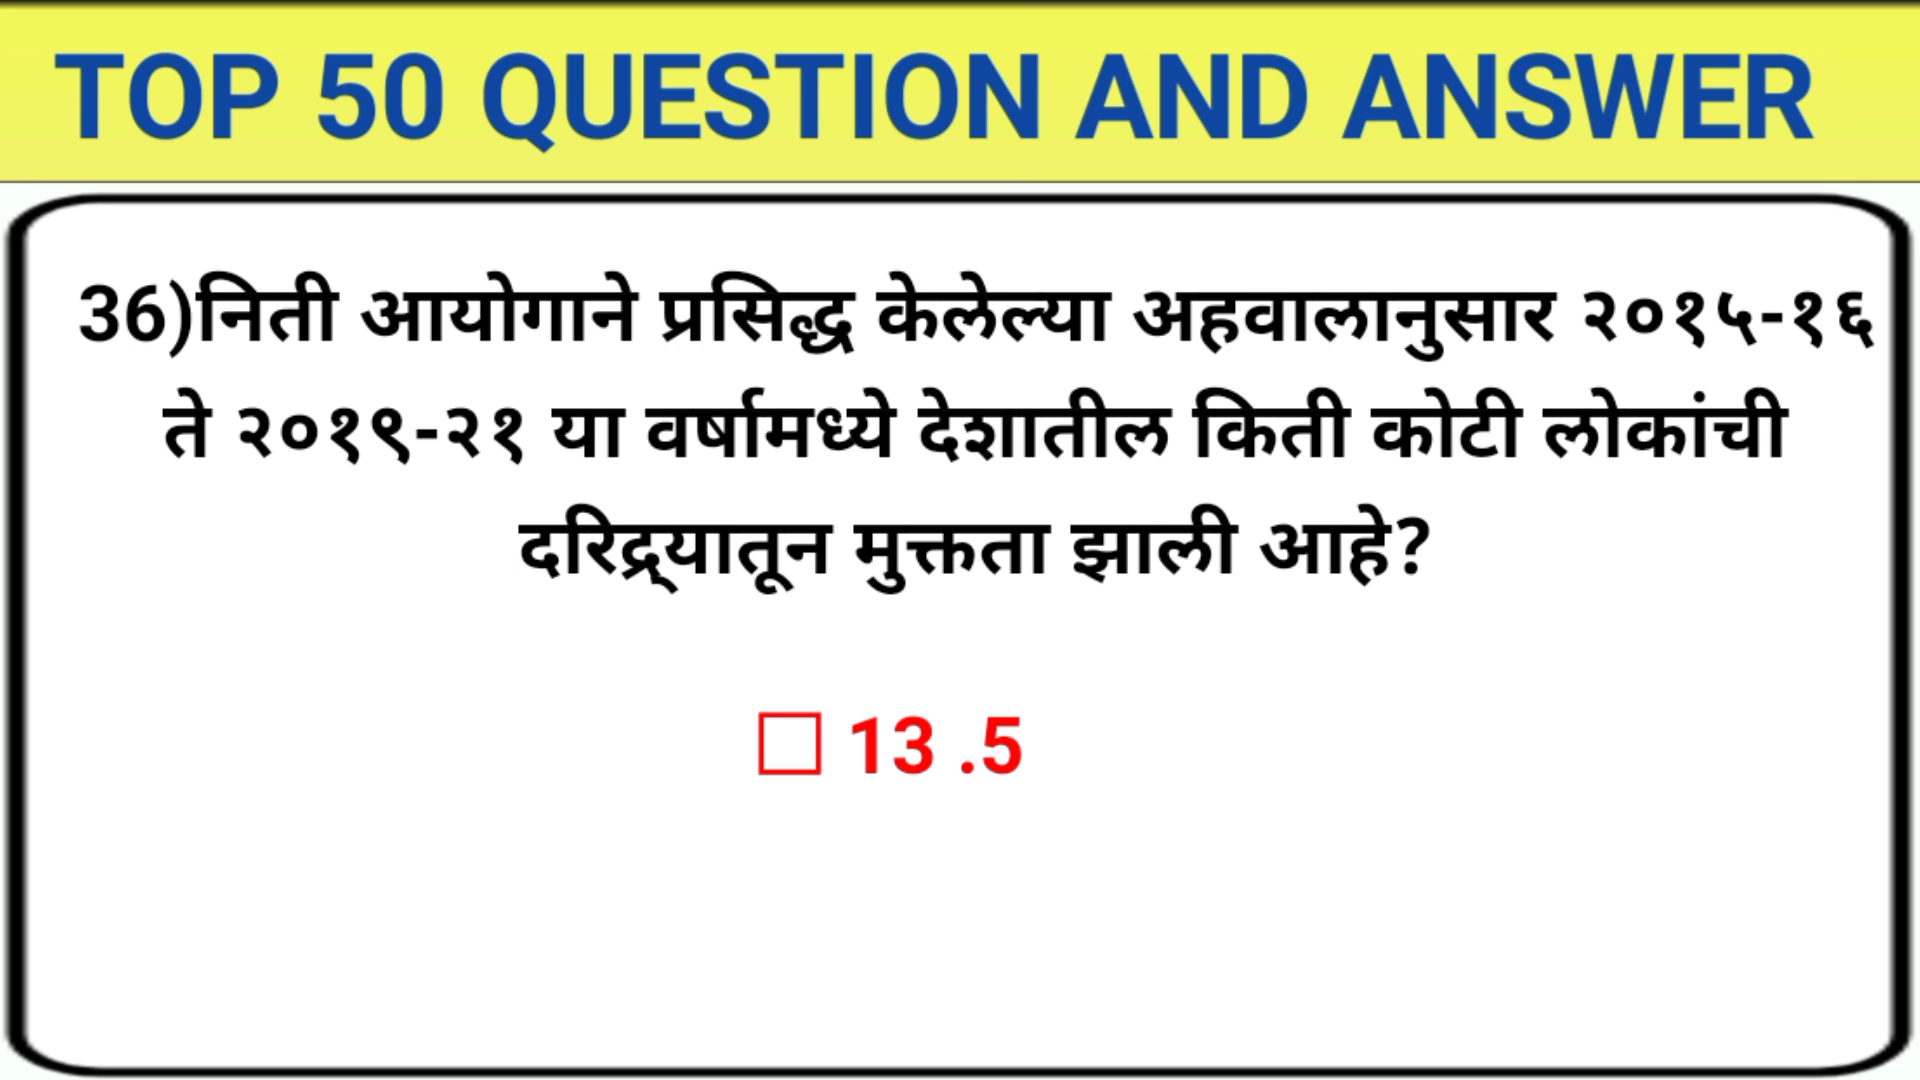 TOP 50 QUESTION AND ANSWER
36)निती आयोगाने प्रसिद्ध केलेल्या अहवालानुसार २०१५-१६
ते २०१९-२१ या वर्षामध्ये देशातील किती कोटी लोकांची
दरिद्र्यातून मुक्तता झाली आहे?
□ 13 .5